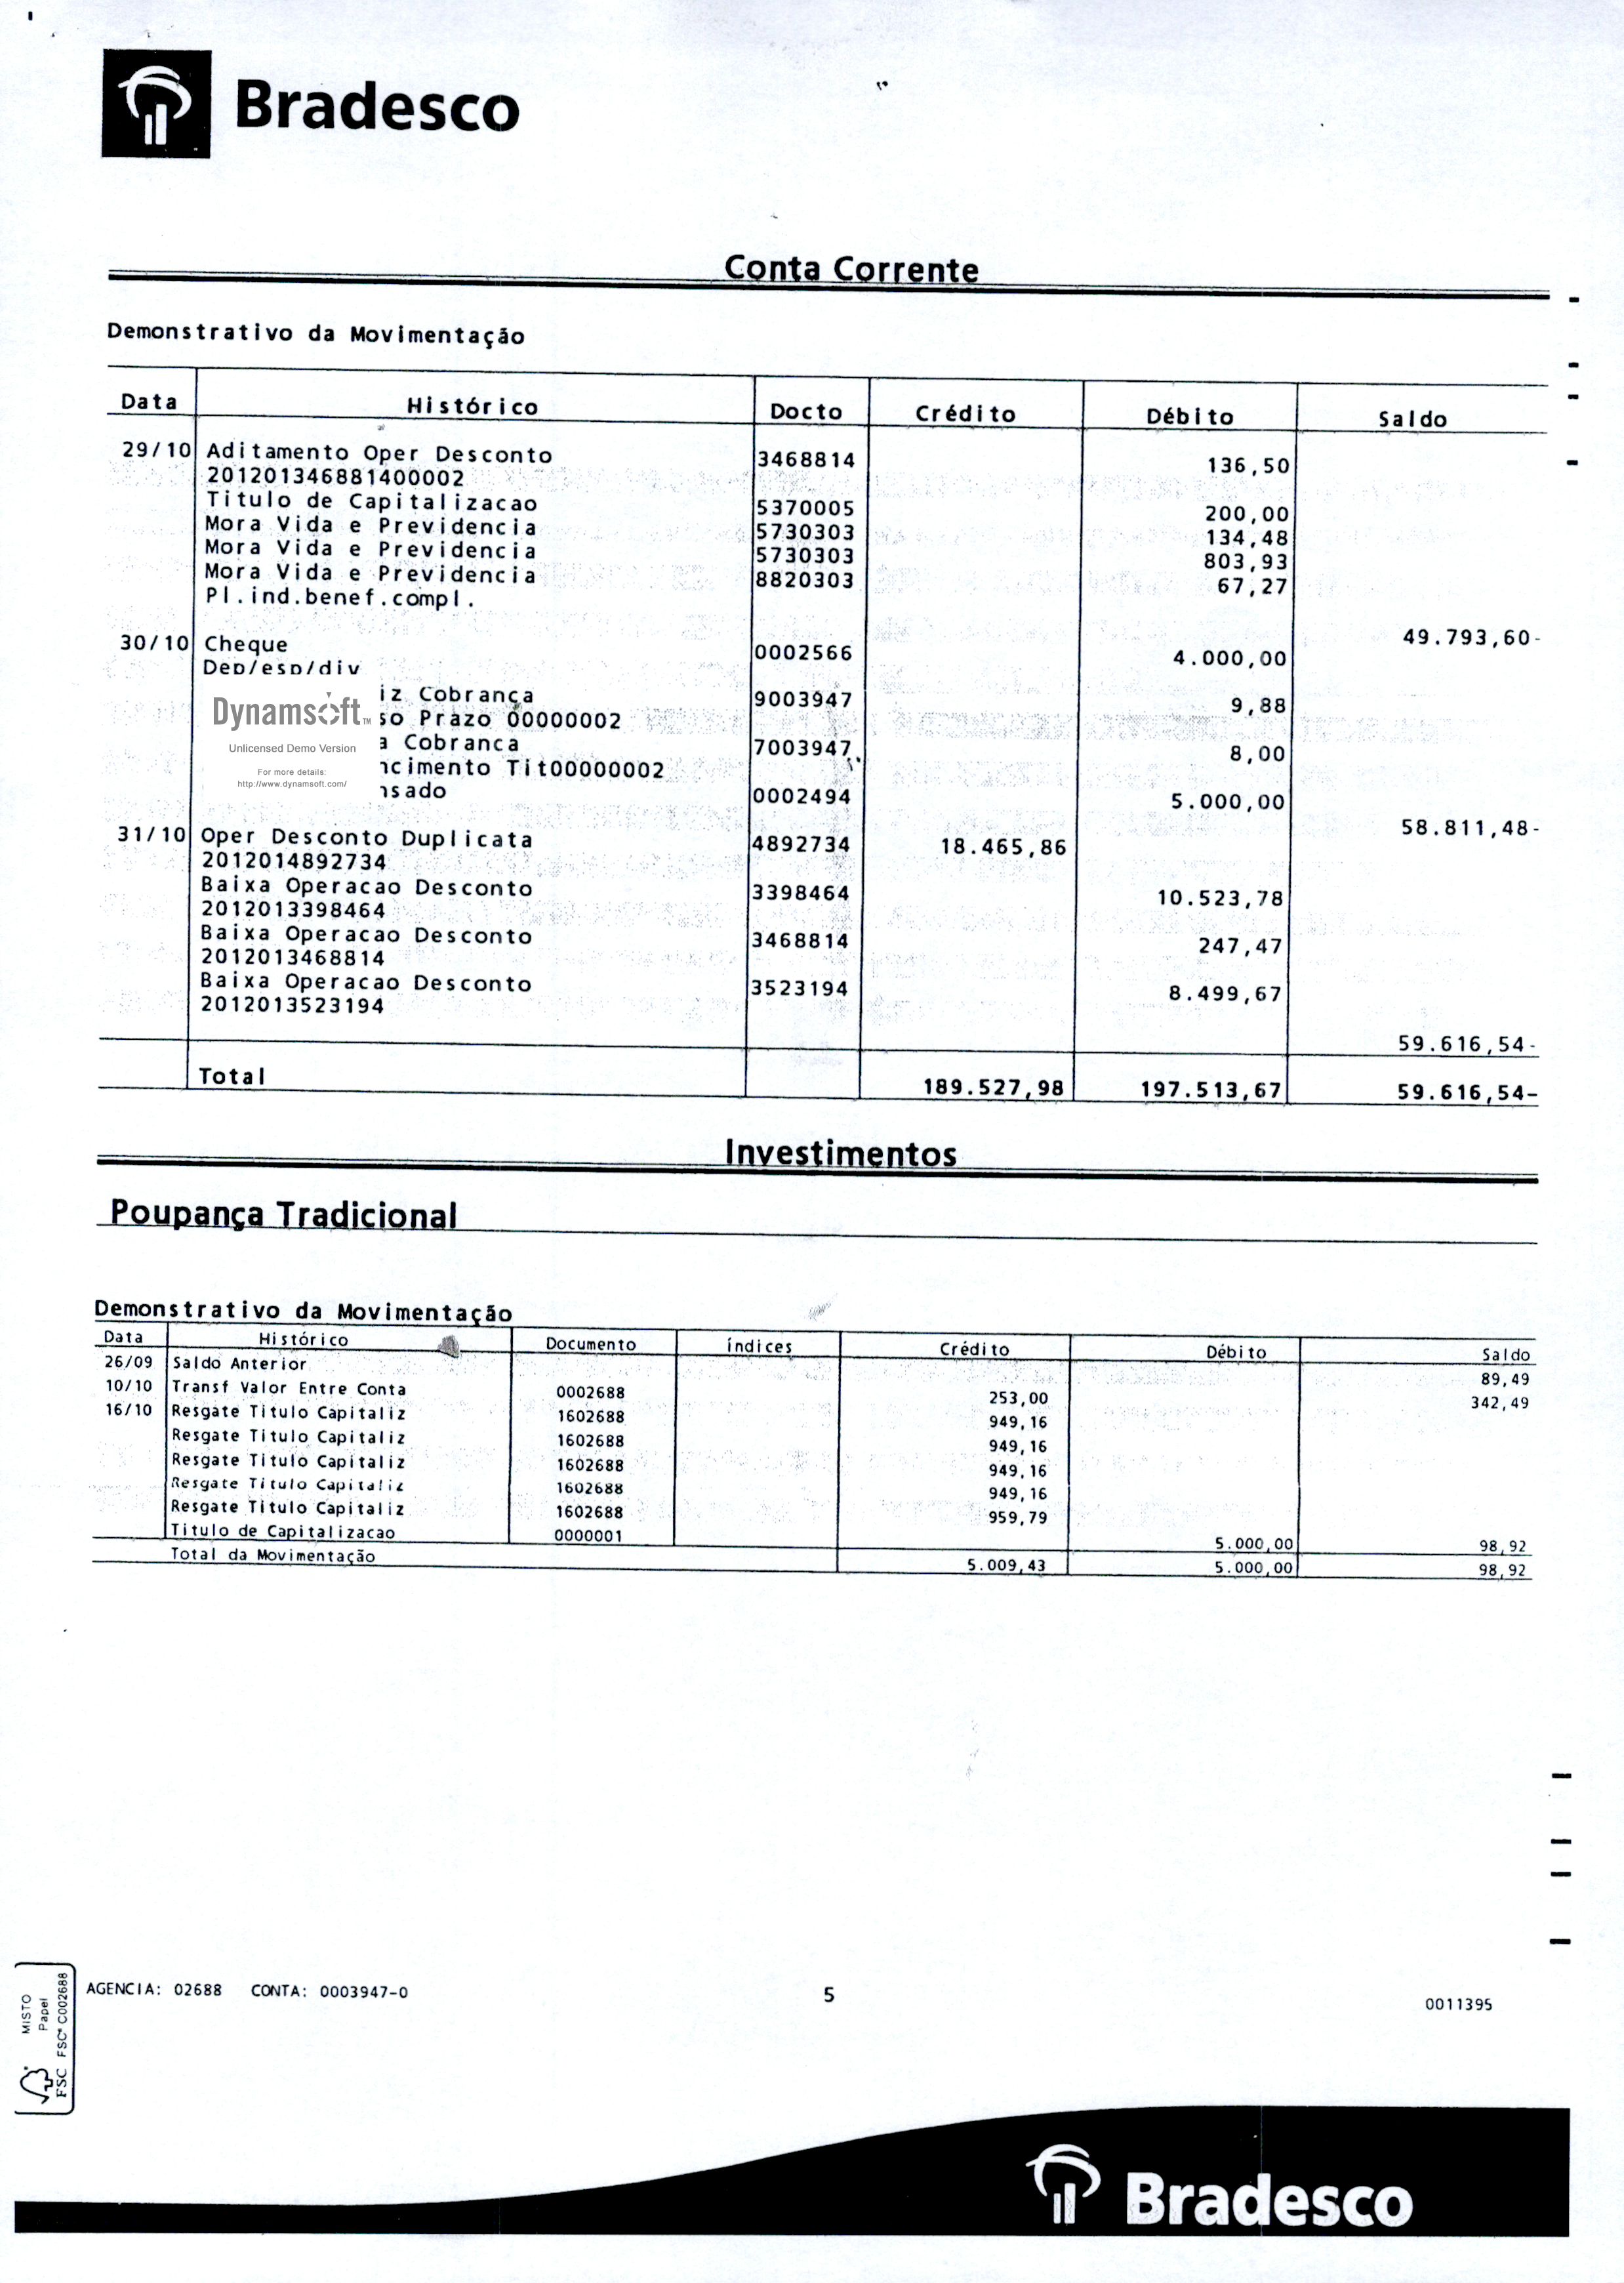 Bradesco
Conta Corrente
Demonstrativo da Movimentação
Data Histórico Docto Crédito Débito Saldo
29/10 Aditamento Oper Desconto 3468814 136,50
201201346881400002
Titulo de Capitalizacao 5370005 200,00
Mora Vida e Previdencia 5730303 134,48
Mora Vida e Previdencia 5730303 803,93
Mora Vida e Previdencia 8820303 67,27
Pl.ind.benef.compl.
49.793,60-
30/10 Cheque 0002566 4.000,00
Dep/esp/div
iz Cobrança 9003947 9,88
so Prazo 00000002
a Cobranca 7003947 8,00
ncimento Tit00000002
nsado 0002494 5.000,00
58.811,48-
Dynamsoft TM
Unlicensed Demo Version
For more details:
http://www.dynamsoft.com/
31/10 Oper Desconto Duplicata 4892734 18.465,86
2012014892734
Baixa Operacao Desconto 3398464 10.523,78
2012013398464
Baixa Operacao Desconto 3468814 247,47
2012013468814
Baixa Operacao Desconto 3523194 8.499,67
2012013523194
59.616,54-
Total 189.527,98 197.513,67 59.616,54-
Investimentos
Poupança Tradicional
Demonstrativo da Movimentação
Data Histórico Documento índices Crédito Débito Saldo
26/09 Saldo Anterior 89,49
10/10 Transf Valor Entre Conta 0002688 253,00 342,49
16/10 Resgate Titulo Capitaliz 1602688 949,16
Resgate Titulo Capitaliz 1602688 949,16
Resgate Titulo Capitaliz 1602688 949,16
Resgate Titulo Capitaliz 1602688 949,16
Resgate Titulo Capitaliz 1602688 959,79
Titulo de Capitalizacao 0000001 5.000,00 98,92
Total da Movimentação 5.009,43 5.000,00 98,92
MISTO
Papel
FSC FSC® C002688
AGENCIA: 02688 CONTA: 0003947-0 5 0011395
Bradesco